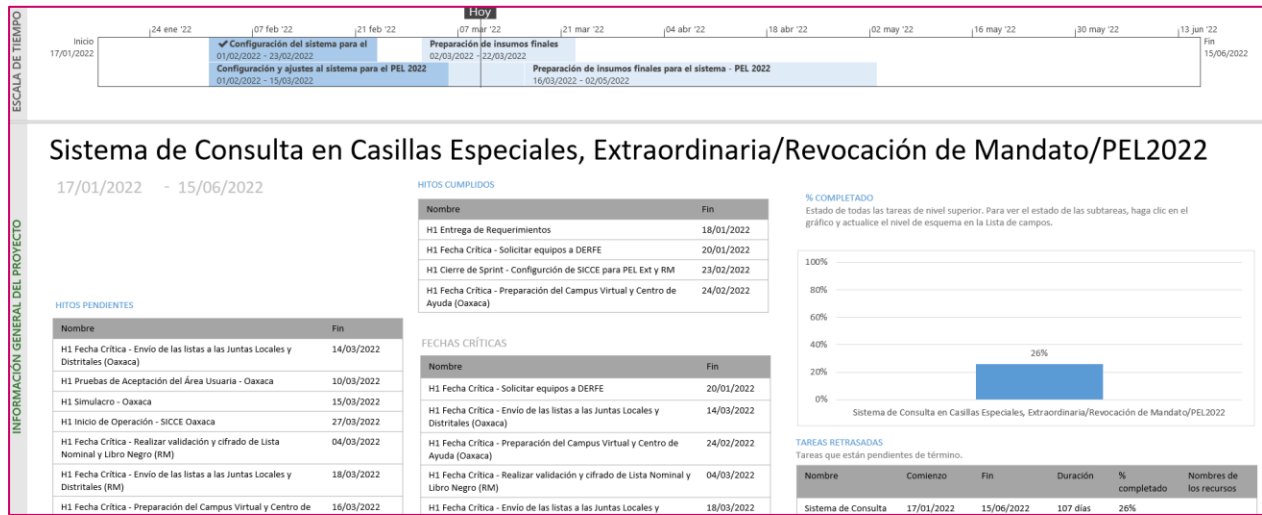 Hoy
24 ene '22
07 feb '22
21 feb '22
07 mar '22
21 mar '22
04 abr '22
18 abr '22
02 may '22
16 may '22
30 may '22
13 jun '22
ESCALA DE TIEMPO
Inicio
17/01/2022
✔ Configuración del sistema para el
01/02/2022 - 23/02/2022
Preparación de insumos finales
02/03/2022 - 22/03/2022
Configuración y ajustes al sistema para el PEL 2022
01/02/2022 - 15/03/2022
Preparación de insumos finales para el sistema - PEL 2022
16/03/2022 - 02/05/2022
Fin
15/06/2022
INFORMACIÓN GENERAL DEL PROYECTO
Sistema de Consulta en Casillas Especiales, Extraordinaria/Revocación de Mandato/PEL2022
17/01/2022 - 15/06/2022
HITOS PENDIENTES
Nombre Fin
H1 Fecha Crítica - Envío de las listas a las Juntas Locales y 14/03/2022
Distritales (Oaxaca)
H1 Pruebas de Aceptación del Área Usuaria - Oaxaca 10/03/2022
H1 Simulacro - Oaxaca 15/03/2022
H1 Inicio de Operación - SICCE Oaxaca 27/03/2022
H1 Fecha Crítica - Realizar validación y cifrado de Lista 04/03/2022
Nominal y Libro Negro (RM)
H1 Fecha Crítica - Envío de las listas a las Juntas Locales y 18/03/2022
Distritales (RM)
H1 Fecha Crítica - Preparación del Campus Virtual y Centro de 16/03/2022
HITOS CUMPLIDOS
Nombre Fin
H1 Entrega de Requerimientos 18/01/2022
H1 Fecha Crítica - Solicitar equipos a DERFE 20/01/2022
H1 Cierre de Sprint - Configurción de SICCE para PEL Ext y RM 23/02/2022
H1 Fecha Crítica - Preparación del Campus Virtual y Centro de 24/02/2022
Ayuda (Oaxaca)
FECHAS CRÍTICAS
Nombre Fin
H1 Fecha Crítica - Solicitar equipos a DERFE 20/01/2022
H1 Fecha Crítica - Envío de las listas a las Juntas Locales y 14/03/2022
Distritales (Oaxaca)
H1 Fecha Crítica - Preparación del Campus Virtual y Centro de 24/02/2022
Ayuda (Oaxaca)
H1 Fecha Crítica - Realizar validación y cifrado de Lista Nominal y 04/03/2022
Libro Negro (RM)
H1 Fecha Crítica - Envío de las listas a las Juntas Locales y 18/03/2022
% COMPLETADO
Estado de todas las tareas de nivel superior. Para ver el estado de las subtareas, haga clic en el
gráfico y actualice el nivel de esquema en la Lista de campos.
100%
80%
60%
40%
20%
0%
26%
Sistema de Consulta en Casillas Especiales, Extraordinaria/Revocación de Mandato/PEL2022
TAREAS RETRASADAS
Tareas que están pendientes de término.
Nombre Comienzo Fin Duración % completado Nombres de los recursos
Sistema de Consulta 17/01/2022 15/06/2022 107 días 26%